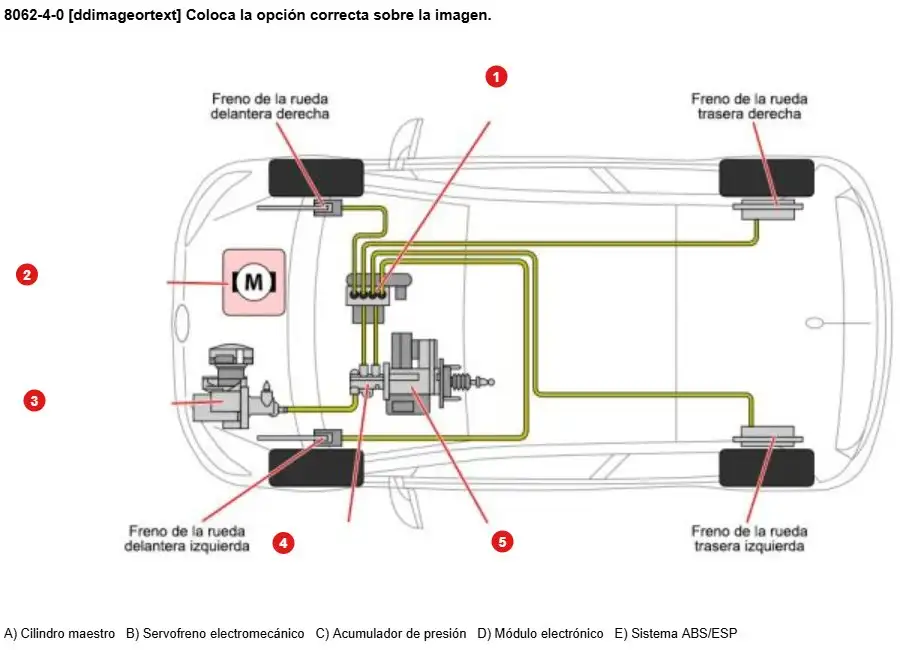 8062-4-0 [ddimageortext] Coloca la opción correcta sobre la imagen.
1
Freno de la rueda
delantera derecha
Freno de la rueda
trasera derecha
2
M
3
Freno de la rueda
delantera izquierda
4
5
Freno de la rueda
trasera izquierda
A) Cilindro maestro B) Servofreno electromecánico C) Acumulador de presión D) Módulo electrónico E) Sistema ABS/ESP